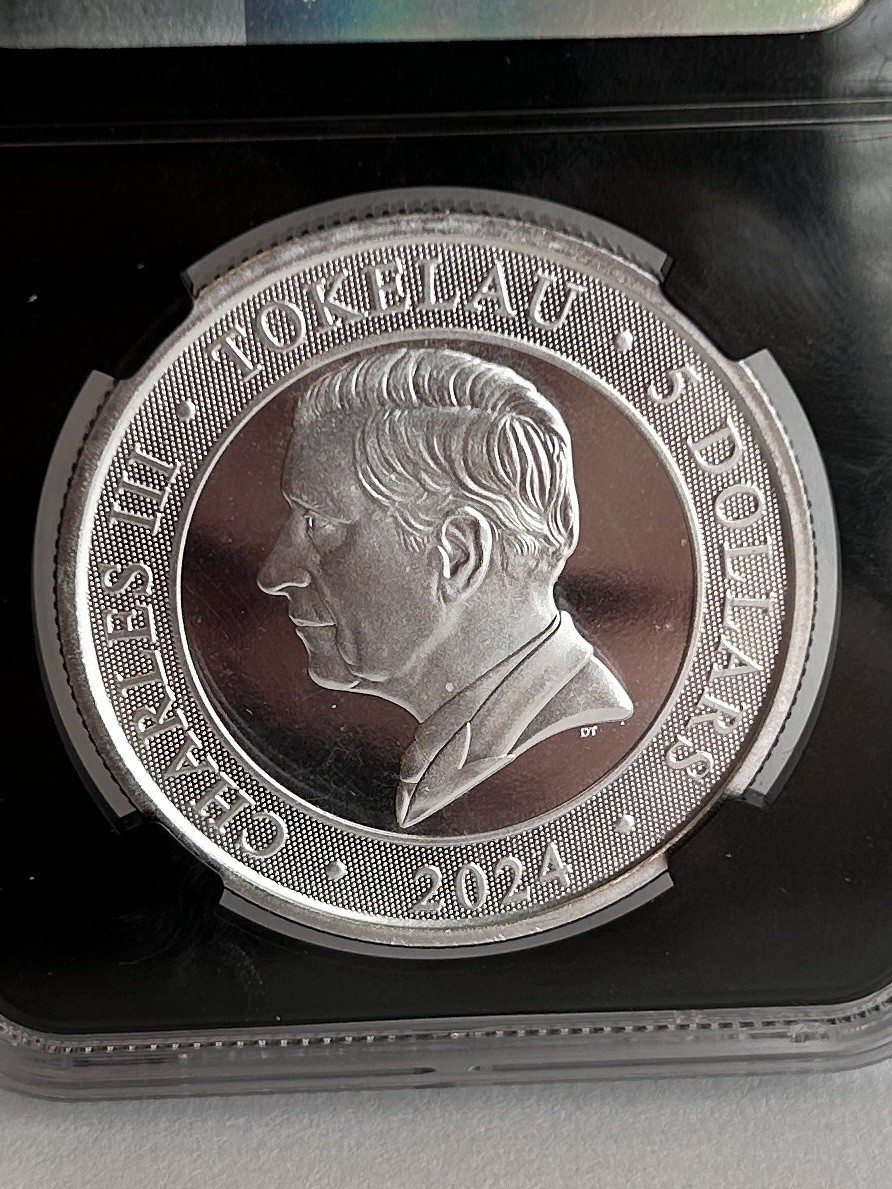 CHARLES III • TOKELAU • 5 DOLLARS • 2024 •
DT